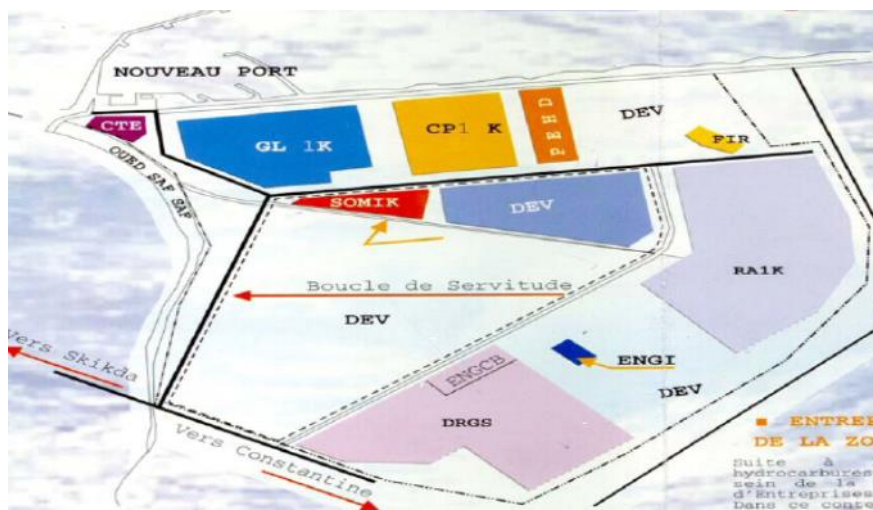 NOUVEAU PORT
CTE
GL 1K
CP1 K
PEHD
DEV
FIR
OUED SAF SAF
SOMIK
DEV
RA1K
Boucle de Servitude
DEV
Vers Skikda
ENGCB
ENGI
DEV
DRGS
Vers Constantine
■ ENTREP
DE LA ZO
Suite à
hydrocarbures
sein de la
d'Entreprises
Dans ce conte